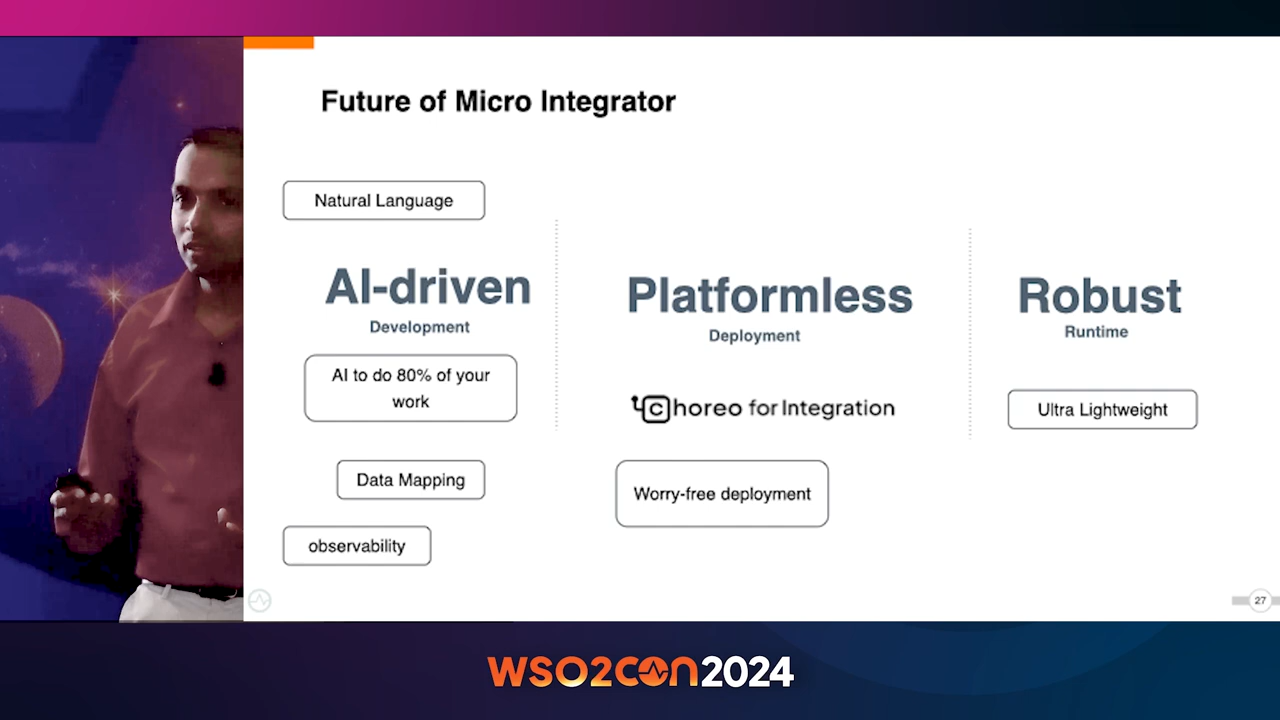 Future of Micro Integrator
Natural Language
AI-driven
Development
AI to do 80% of your
work
Data Mapping
observability
Platformless
Deployment
Choreo for Integration
Worry-free deployment
Robust
Runtime
Ultra Lightweight
27
WSO2CON2024